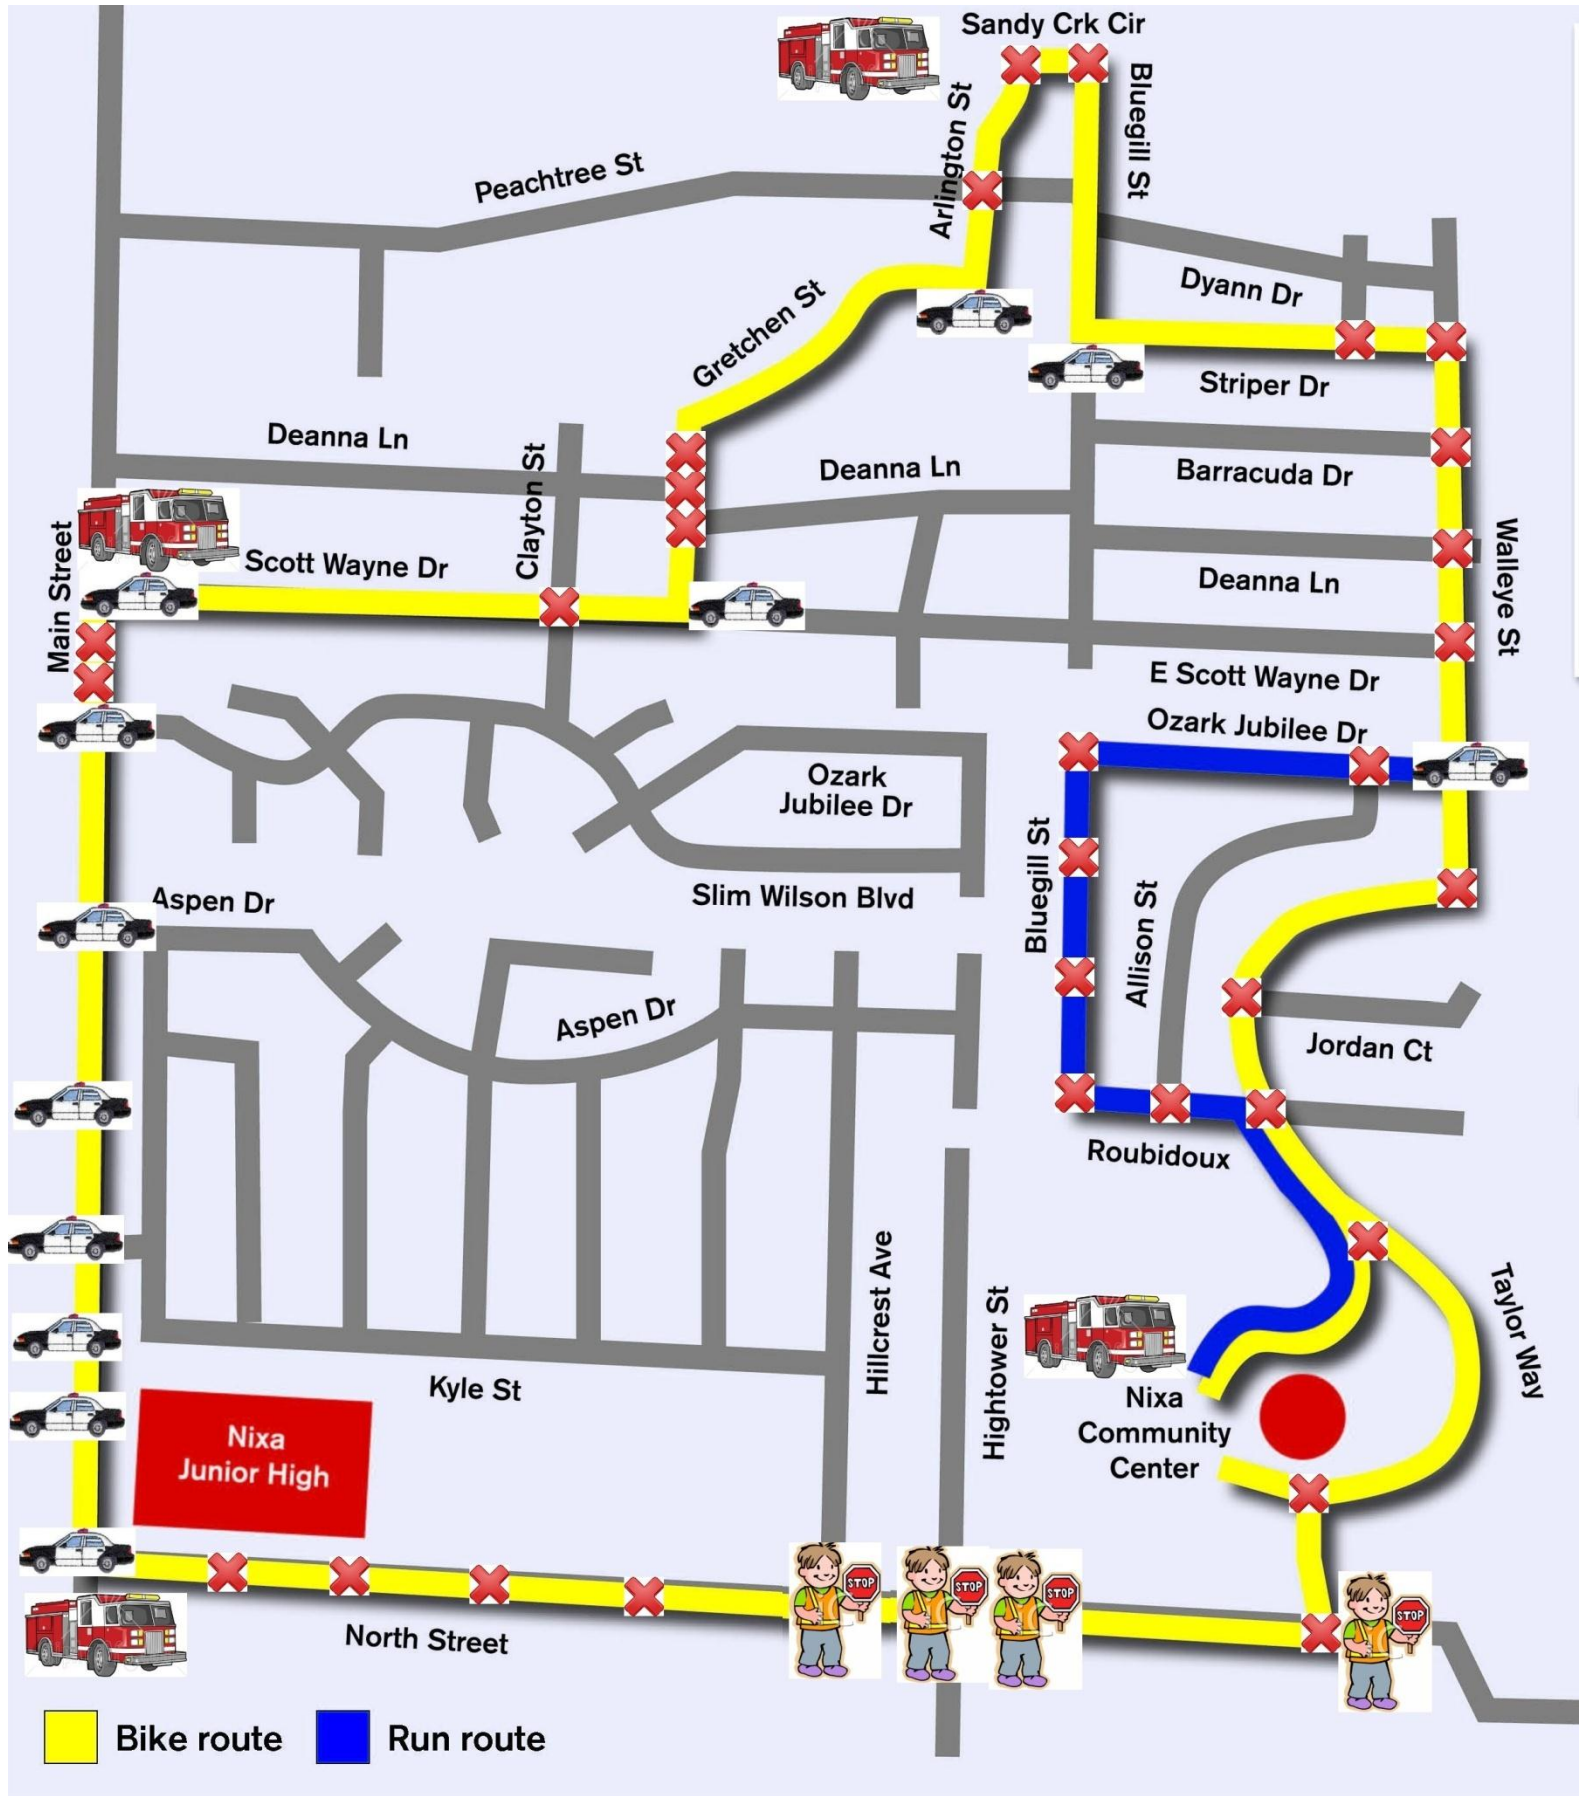 Sandy Crk Cir
Bluegill St
Arlington St
Peachtree St
Dyann Dr
Gretchen St
Striper Dr
Deanna Ln
Clayton St
Deanna Ln
Barracuda Dr
Main Street
Scott Wayne Dr
Deanna Ln
Walleye St
E Scott Wayne Dr
Ozark Jubilee Dr
Ozark
Jubilee Dr
Bluegill St
Slim Wilson Blvd
Aspen Dr
Allison St
Aspen Dr
Jordan Ct
Roubidoux
Hillcrest Ave
Hightower St
Taylor Way
Kyle St
Nixa
Community
Center
Nixa
Junior High
STOP
STOP
STOP
STOP
North Street
Bike route
Run route